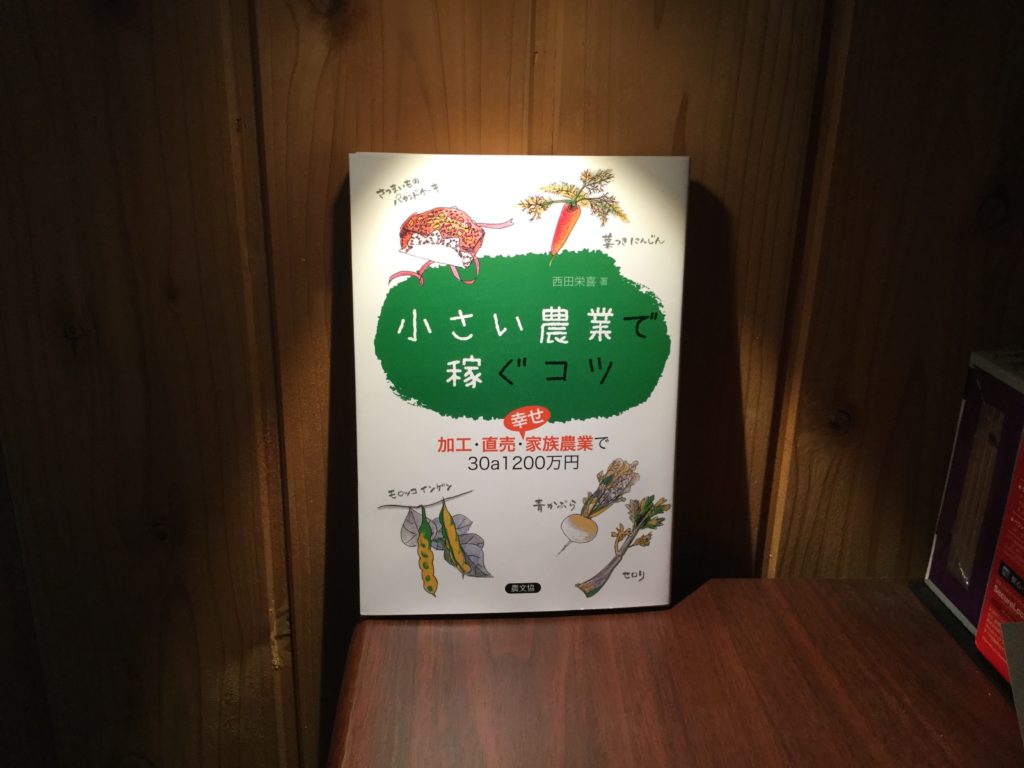 さつまいもの
パウンドケーキ
葉つきにんじん
西田栄喜 著
小さい農業で
稼ぐコツ
幸せ
加工・直売・家族農業で
30a1200万円
モロッコインゲン
青かぶら
セロリ
農文協